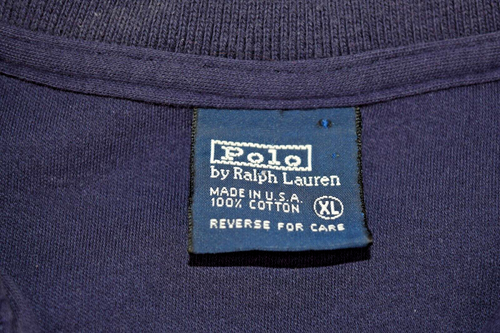 Polo
by Ralph Lauren
MADE IN U.S.A.
100% COTTON XL
REVERSE FOR CARE